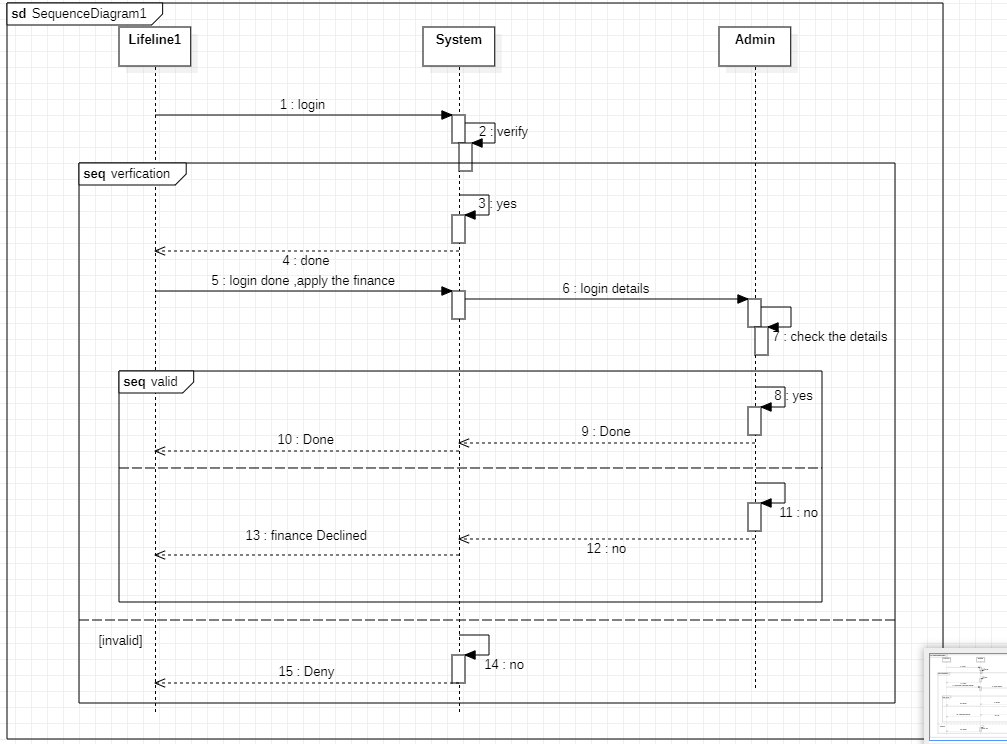 sd SequenceDiagram1
Lifeline1
System
Admin
1 : login
2 : verify
seq verfication
3 : yes
4 : done
5 : login done ,apply the finance
6 : login details
7 : check the details
seq valid
8 : yes
9 : Done
10 : Done
11 : no
13 : finance Declined
12 : no
[invalid]
14 : no
15 : Deny